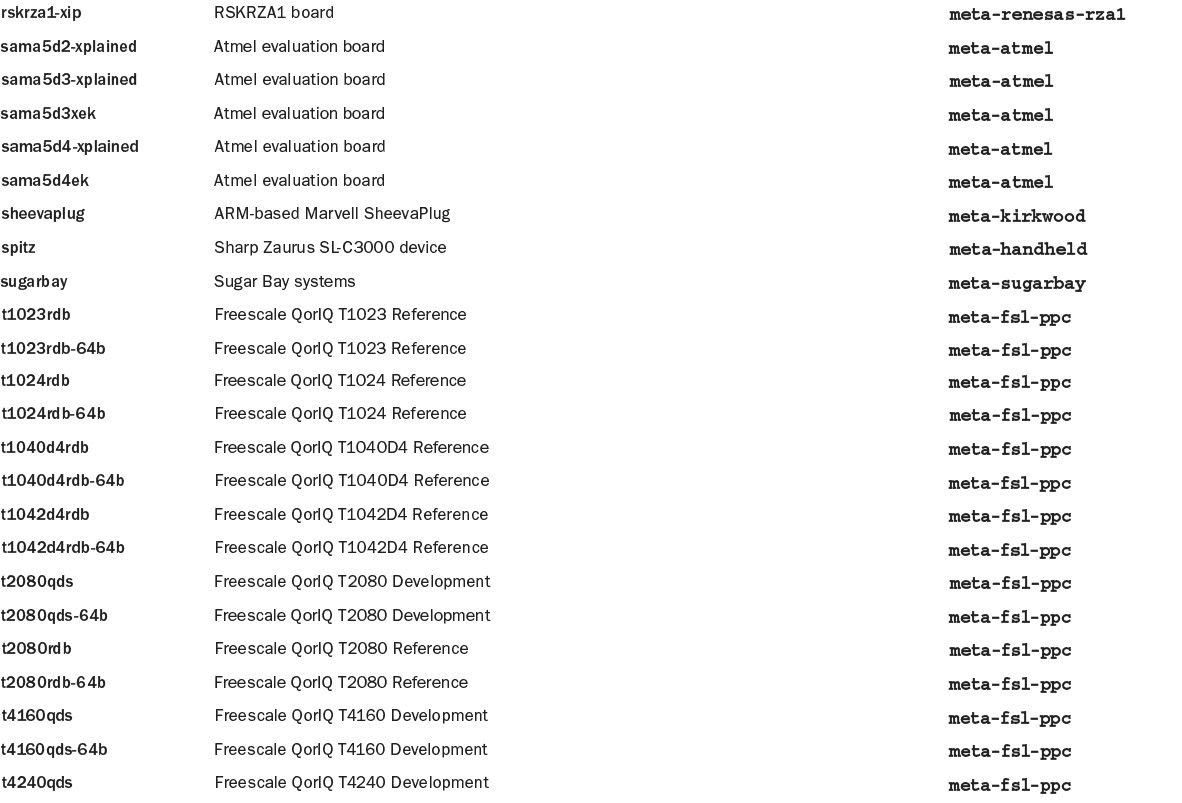 rskrza1-xip RSKRZA1 board meta-renesas-rza1
sama5d2-xplained Atmel evaluation board meta-atmel
sama5d3-xplained Atmel evaluation board meta-atmel
sama5d3xek Atmel evaluation board meta-atmel
sama5d4-xplained Atmel evaluation board meta-atmel
sama5d4ek Atmel evaluation board meta-atmel
sheevaplug ARM-based Marvell SheevaPlug meta-kirkwood
spitz Sharp Zaurus SL-C3000 device meta-handheld
sugarbay Sugar Bay systems meta-sugarbay
t1023rdb Freescale QorIQ T1023 Reference meta-fsl-ppc
t1023rdb-64b Freescale QorIQ T1023 Reference meta-fsl-ppc
t1024rdb Freescale QorIQ T1024 Reference meta-fsl-ppc
t1024rdb-64b Freescale QorIQ T1024 Reference meta-fsl-ppc
t1040d4rdb Freescale QorIQ T1040D4 Reference meta-fsl-ppc
t1040d4rdb-64b Freescale QorIQ T1040D4 Reference meta-fsl-ppc
t1042d4rdb Freescale QorIQ T1042D4 Reference meta-fsl-ppc
t1042d4rdb-64b Freescale QorIQ T1042D4 Reference meta-fsl-ppc
t2080qds Freescale QorIQ T2080 Development meta-fsl-ppc
t2080qds-64b Freescale QorIQ T2080 Development meta-fsl-ppc
t2080rdb Freescale QorIQ T2080 Reference meta-fsl-ppc
t2080rdb-64b Freescale QorIQ T2080 Reference meta-fsl-ppc
t4160qds Freescale QorIQ T4160 Development meta-fsl-ppc
t4160qds-64b Freescale QorIQ T4160 Development meta-fsl-ppc
t4240qds Freescale QorIQ T4240 Development meta-fsl-ppc